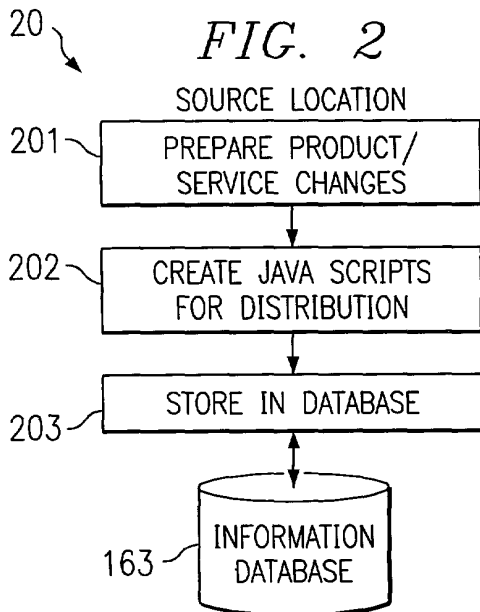 20
FIG. 2
SOURCE LOCATION
201
PREPARE PRODUCT/
SERVICE CHANGES
202
CREATE JAVA SCRIPTS
FOR DISTRIBUTION
203
STORE IN DATABASE
163
INFORMATION
DATABASE